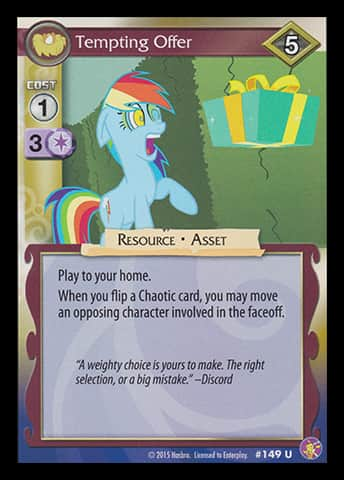 Tempting Offer
5
COST
1
3
RESOURCE • ASSET
Play to your home.
When you flip a Chaotic card, you may move
an opposing character involved in the faceoff.
“A weighty choice is yours to make. The right
selection, or a big mistake.” –Discord
© 2015 Hasbro. Licensed to Enterplay. #149 U